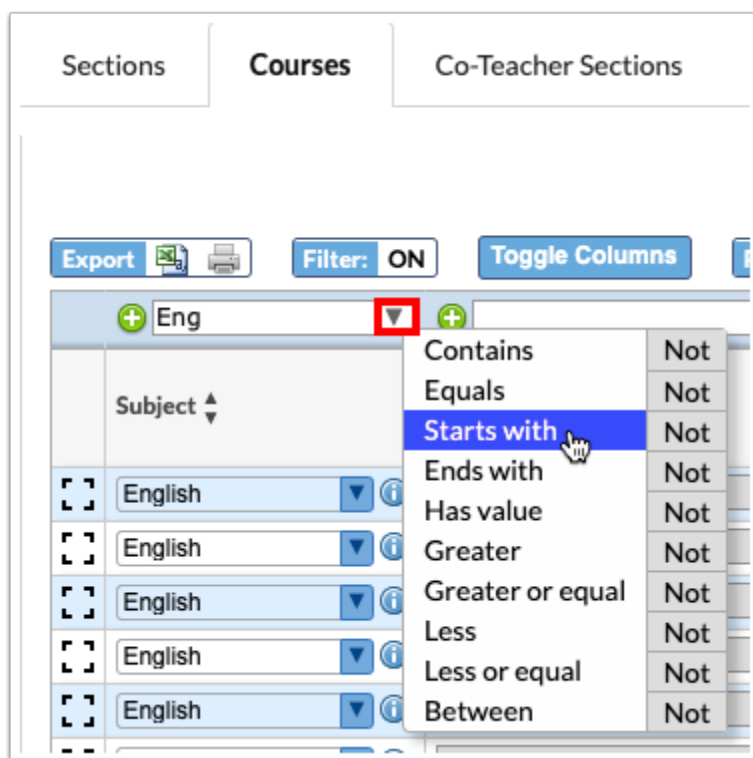 Sections Courses Co-Teacher Sections
Export Filter: ON Toggle Columns
Eng
Contains Not
Equals Not
Subject
Starts with Not
Ends with Not
English
Has value Not
English
Greater Not
Greater or equal Not
English
Less Not
English
Less or equal Not
English
Between Not